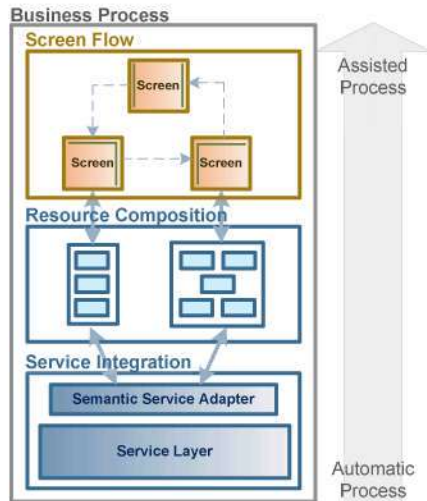 Business Process
Screen Flow
Assisted
Process
Screen
Screen
Screen
Resource Composition
Service Integration
Semantic Service Adapter
Service Layer
Automatic
Process